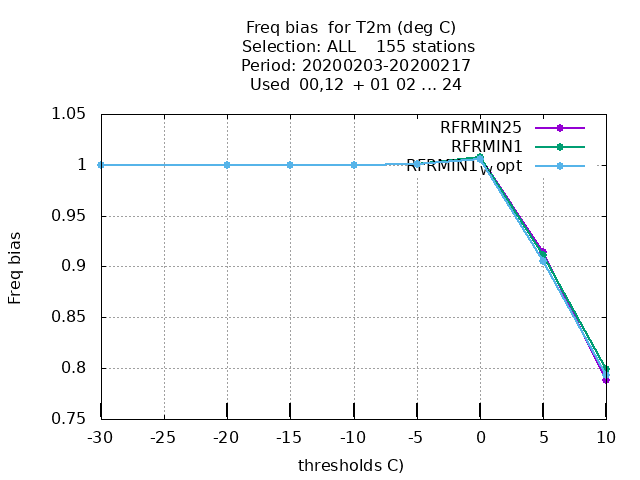 Freq bias  for T2m (deg C)
Selection: ALL    155 stations
Period: 20200203-20200217
Used  00,12  + 01 02 ... 24
1.05
1
0.95
0.9
0.85
0.8
0.75
Freq bias
RFRMIN25
RFRMIN1
RFRMIN1Wopt
-30 -25 -20 -15 -10 -5 0 5 10
thresholds C)